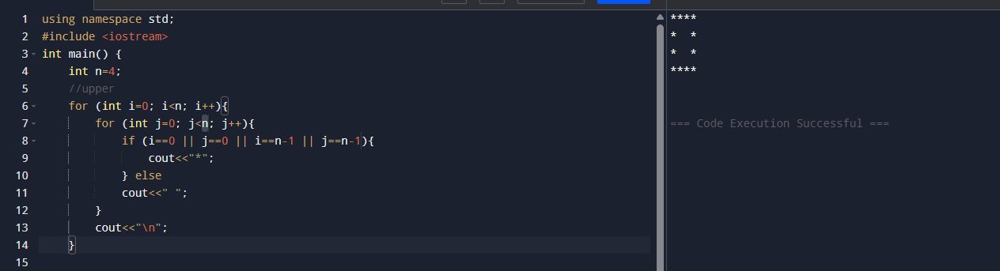 1 using namespace std;
2 #include <iostream>
3 int main() {
4     int n=4;
5     //upper
6     for (int i=0; i<n; i++){
7         for (int j=0; j<n; j++){
8             if (i==0 || j==0 || i==n-1 || j==n-1){
9                 cout<<"*";
10             } else
11             cout<<" ";
12         }
13         cout<<"\n";
14     }
15
****
*  *
*  *
****
=== Code Execution Successful ===